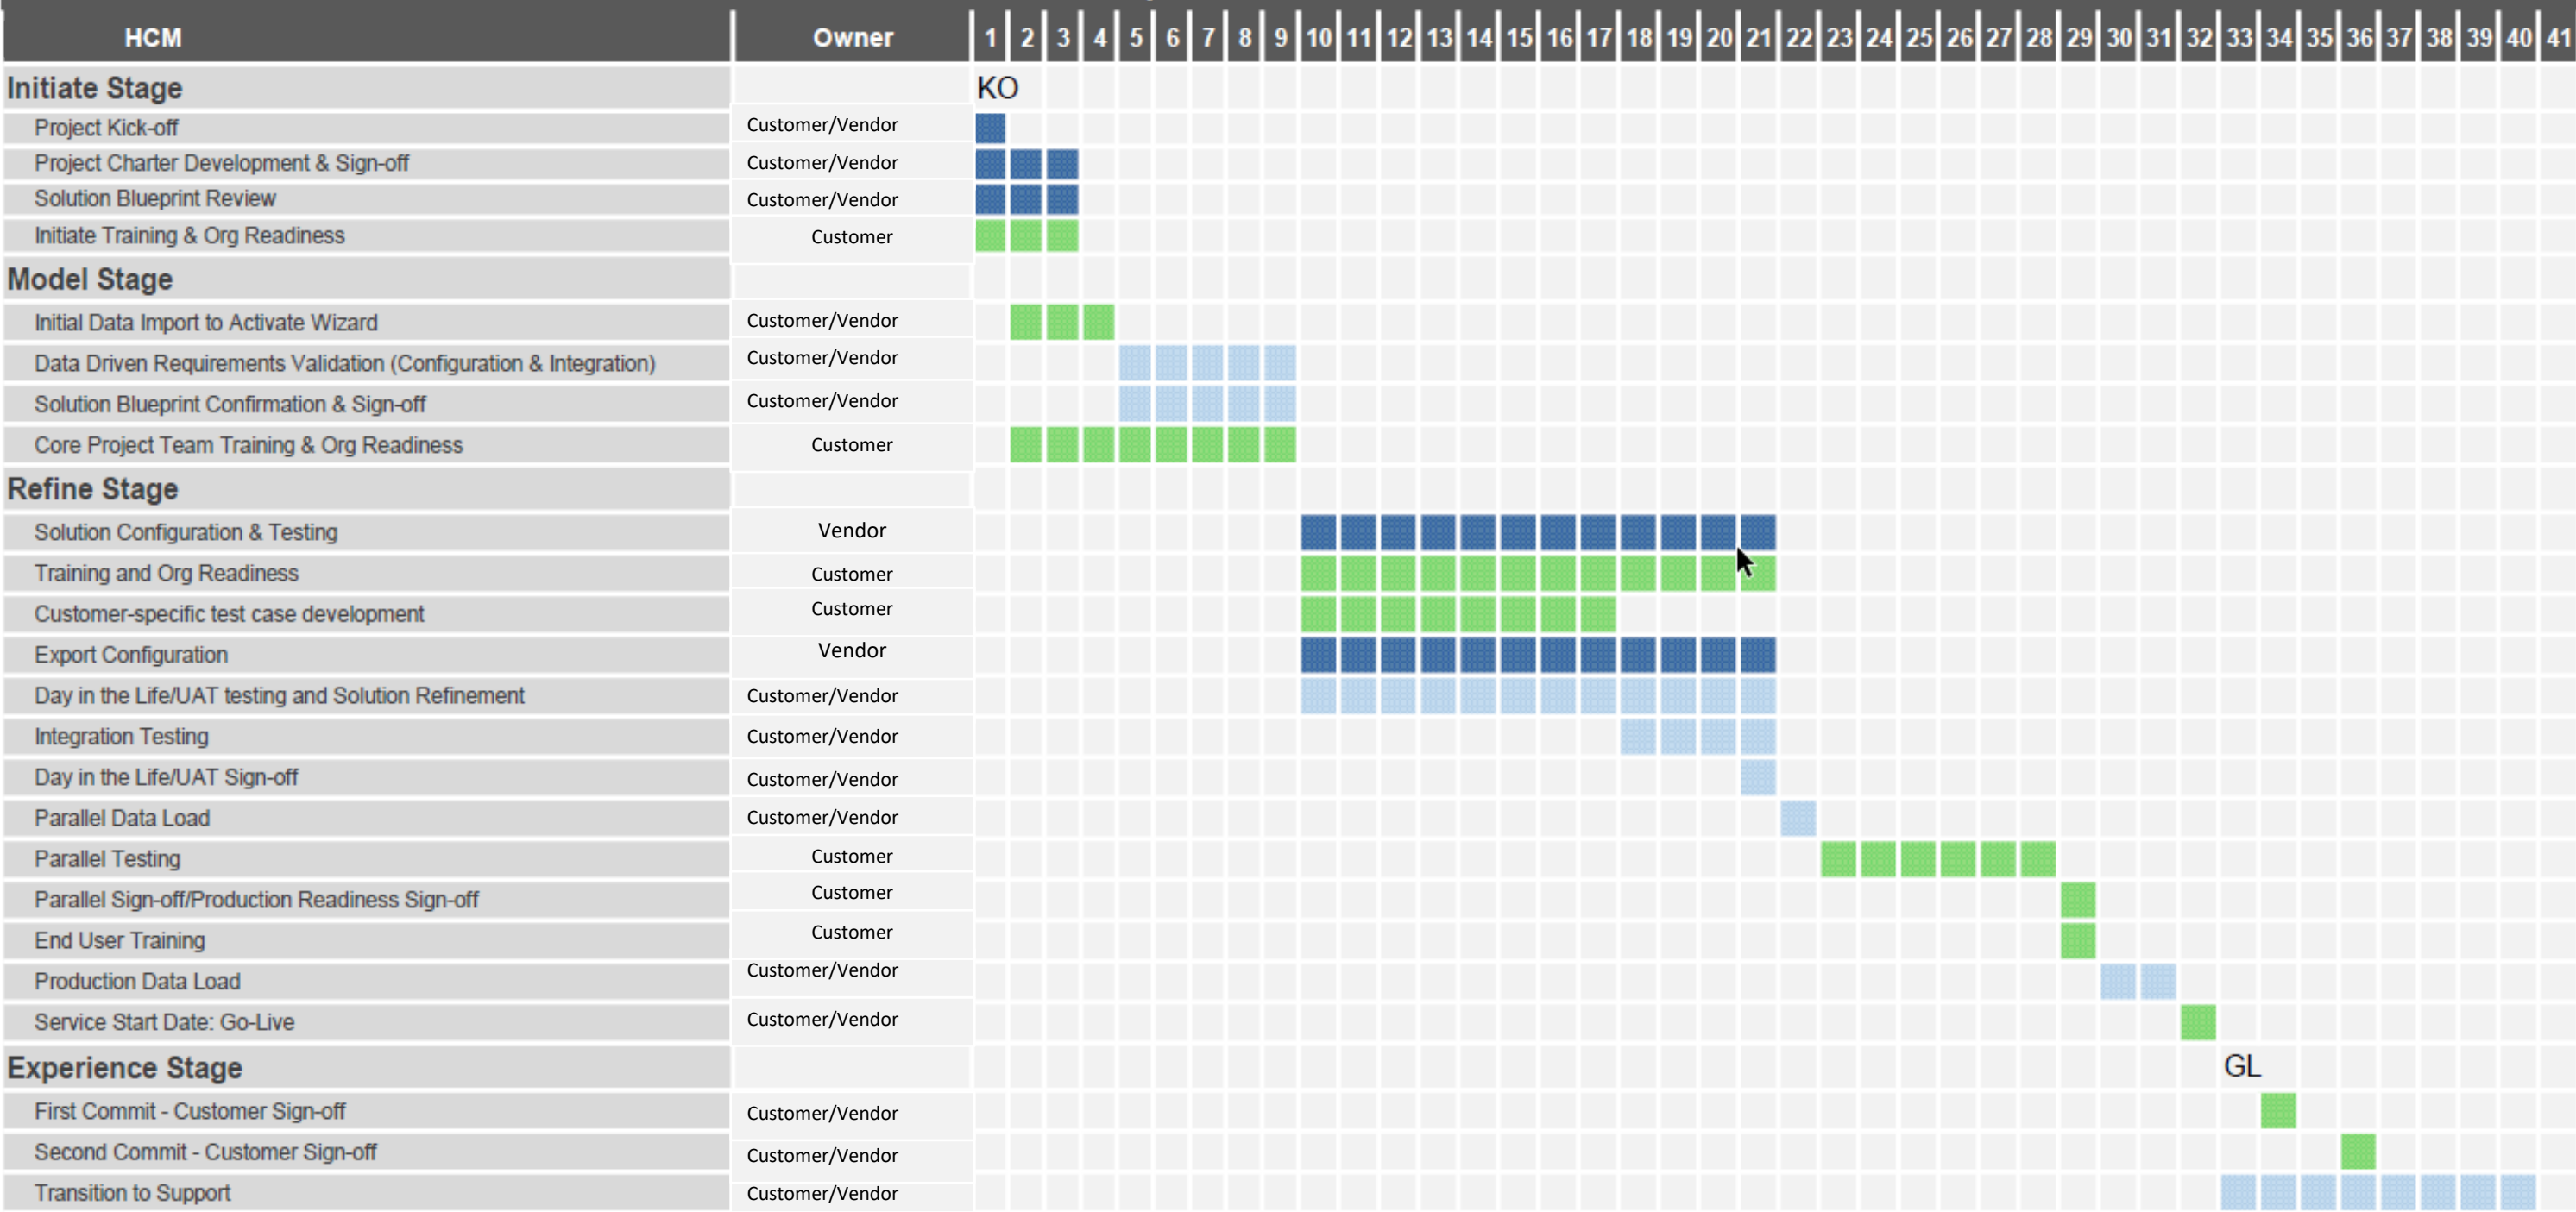 HCM Owner 1 2 3 4 5 6 7 8 9 10 11 12 13 14 15 16 17 18 19 20 21 22 23 24 25 26 27 28 29 30 31 32 33 34 35 36 37 38 39 40 41
Initiate Stage KO
Project Kick-off Customer/Vendor
Project Charter Development & Sign-off Customer/Vendor
Solution Blueprint Review Customer/Vendor
Initiate Training & Org Readiness Customer
Model Stage
Initial Data Import to Activate Wizard Customer/Vendor
Data Driven Requirements Validation (Configuration & Integration) Customer/Vendor
Solution Blueprint Confirmation & Sign-off Customer/Vendor
Core Project Team Training & Org Readiness Customer
Refine Stage
Solution Configuration & Testing Vendor
Training and Org Readiness Customer
Customer-specific test case development Customer
Export Configuration Vendor
Day in the Life/UAT testing and Solution Refinement Customer/Vendor
Integration Testing Customer/Vendor
Day in the Life/UAT Sign-off Customer/Vendor
Parallel Data Load Customer/Vendor
Parallel Testing Customer
Parallel Sign-off/Production Readiness Sign-off Customer
End User Training Customer
Production Data Load Customer/Vendor
Service Start Date: Go-Live Customer/Vendor
Experience Stage GL
First Commit - Customer Sign-off Customer/Vendor
Second Commit - Customer Sign-off Customer/Vendor
Transition to Support Customer/Vendor